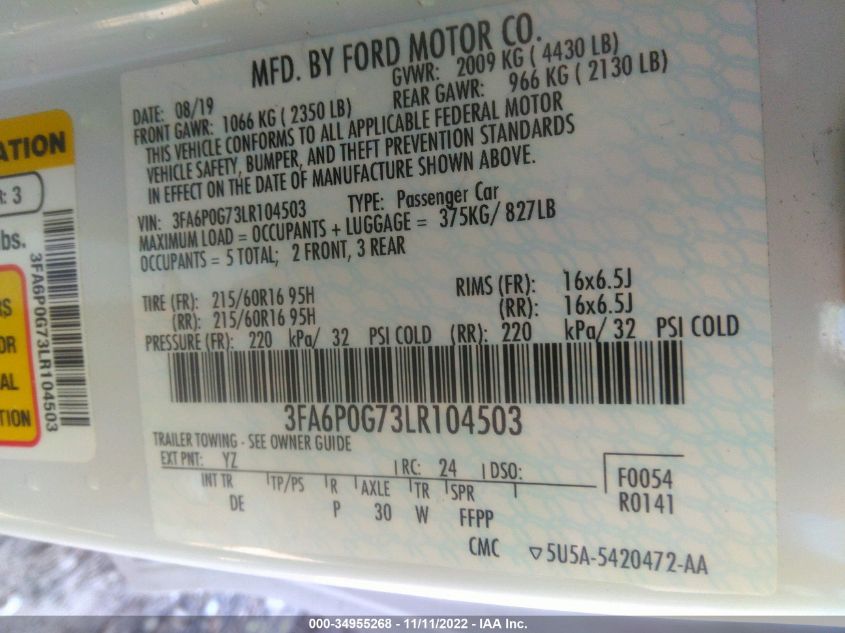 MFD. BY FORD MOTOR CO.
DATE: 08/19 GVWR: 2009 KG ( 4430 LB)
FRONT GAWR: 1066 KG ( 2350 LB) REAR GAWR: 966 KG ( 2130 LB)
THIS VEHICLE CONFORMS TO ALL APPLICABLE FEDERAL MOTOR
VEHICLE SAFETY, BUMPER, AND THEFT PREVENTION STANDARDS
IN EFFECT ON THE DATE OF MANUFACTURE SHOWN ABOVE.
VIN: 3FA6P0G73LR104503 TYPE: Passenger Car
MAXIMUM LOAD = OCCUPANTS + LUGGAGE = 375KG/ 827LB
OCCUPANTS = 5 TOTAL; 2 FRONT, 3 REAR
TIRE (FR): 215/60R16 95H RIMS (FR): 16x6.5J
(RR): 215/60R16 95H (RR): 16x6.5J
PRESSURE (FR): 220 kPa/ 32 PSI COLD (RR): 220 kPa/ 32 PSI COLD
3FA6P0G73LR104503
TRAILER TOWING - SEE OWNER GUIDE
EXT PNT: YZ RC: 24 DSO: F0054
INT TR TP/PS R AXLE TR SPR R0141
DE P 30 W FFPP
CMC ▽5U5A-5420472-AA
ATION
R: 3
lbs.
3FA6P0G73LR104503
RS
OR
AL
TION
000-34955268 - 11/11/2022 - IAA Inc.